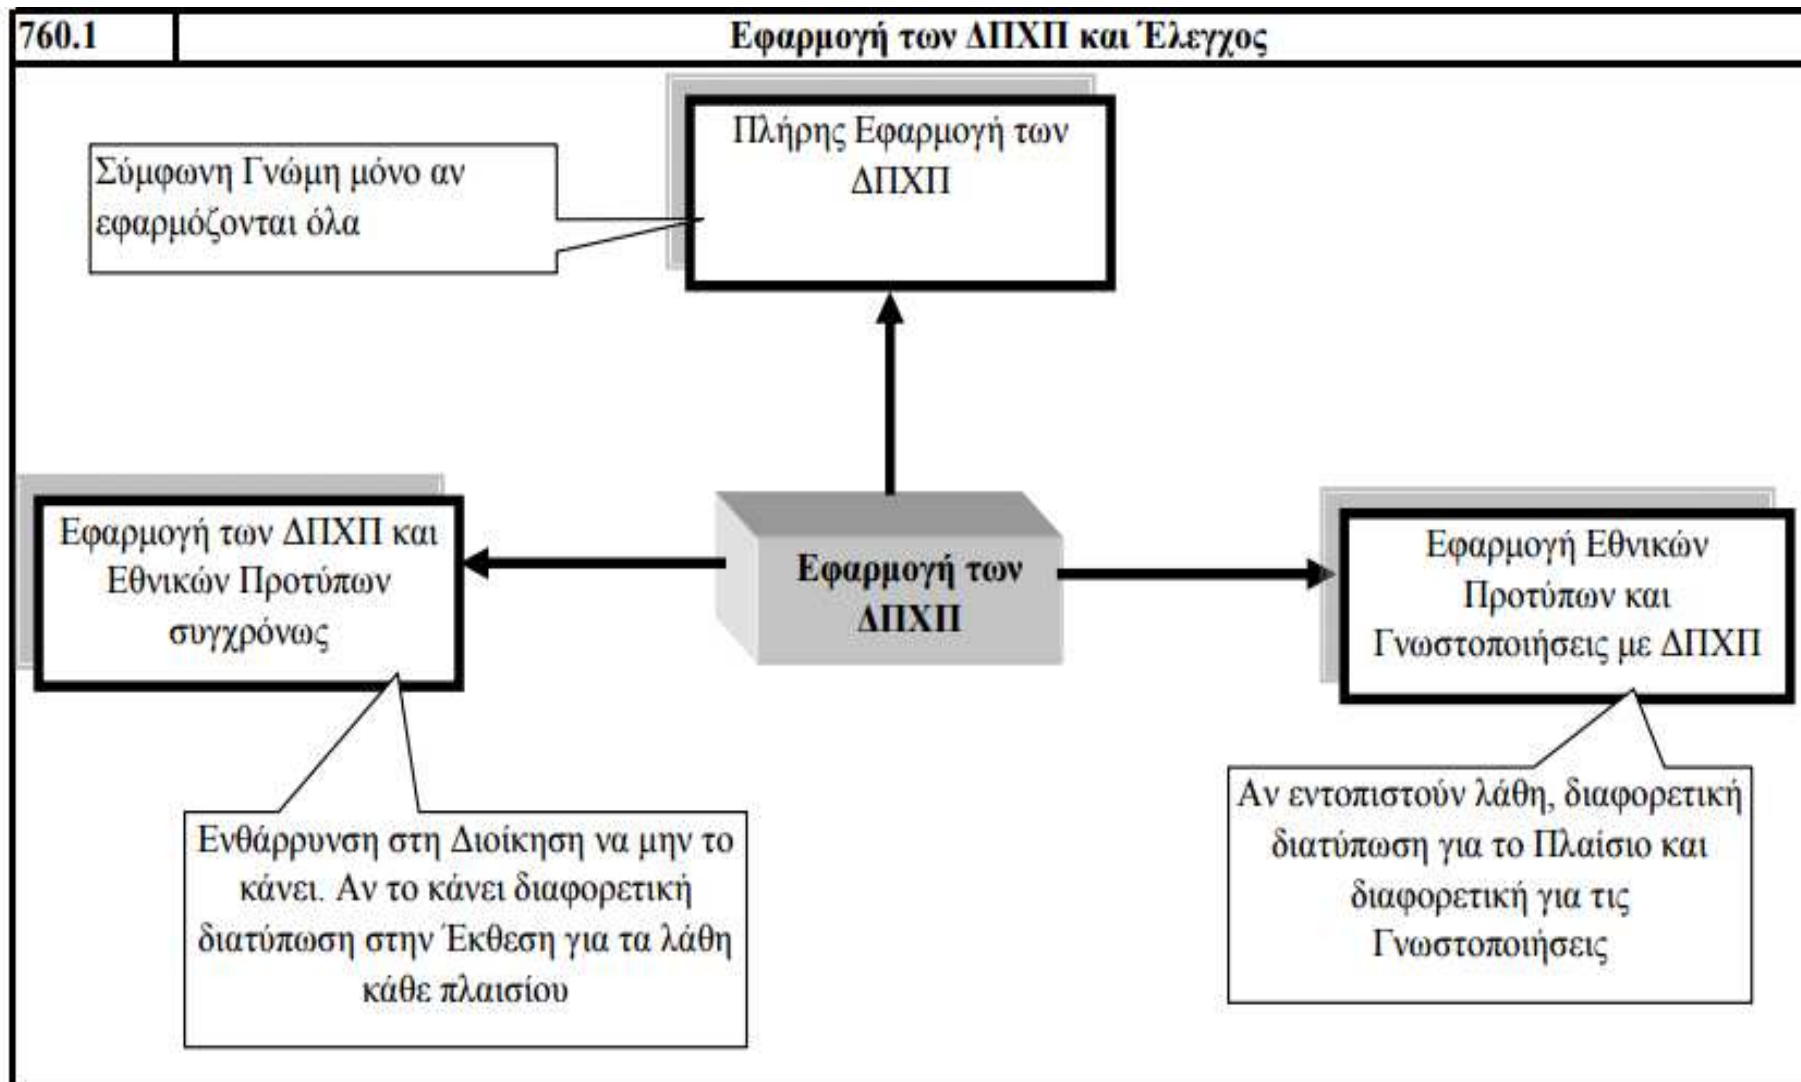 760.1
Εφαρμογή των ΔΠΧΠ και Έλεγχος
Πλήρης Εφαρμογή των
ΔΠΧΠ
Σύμφωνη Γνώμη μόνο αν
εφαρμόζονται όλα
Εφαρμογή των ΔΠΧΠ και
Εθνικών Προτύπων
συγχρόνως
Εφαρμογή των
ΔΠΧΠ
Εφαρμογή Εθνικών
Προτύπων και
Γνωστοποιήσεις με ΔΠΧΠ
Ενθάρρυνση στη Διοίκηση να μην το
κάνει. Αν το κάνει διαφορετική
διατύπωση στην Έκθεση για τα λάθη
κάθε πλαισίου
Αν εντοπιστούν λάθη, διαφορετική
διατύπωση για το Πλαίσιο και
διαφορετική για τις
Γνωστοποιήσεις